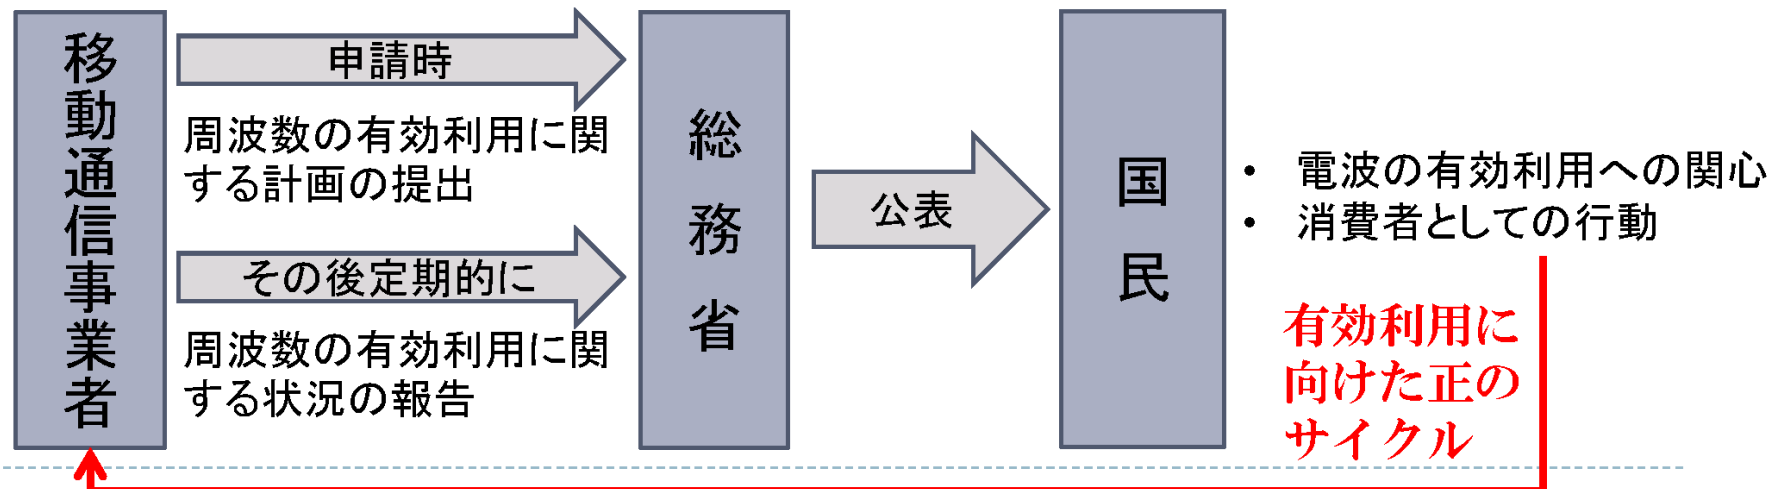 移動通信事業者
申請時
周波数の有効利用に関
する計画の提出
その後定期的に
周波数の有効利用に関
する状況の報告
総務省
公表
国民
• 電波の有効利用への関心
• 消費者としての行動
有効利用に
向けた正の
サイクル